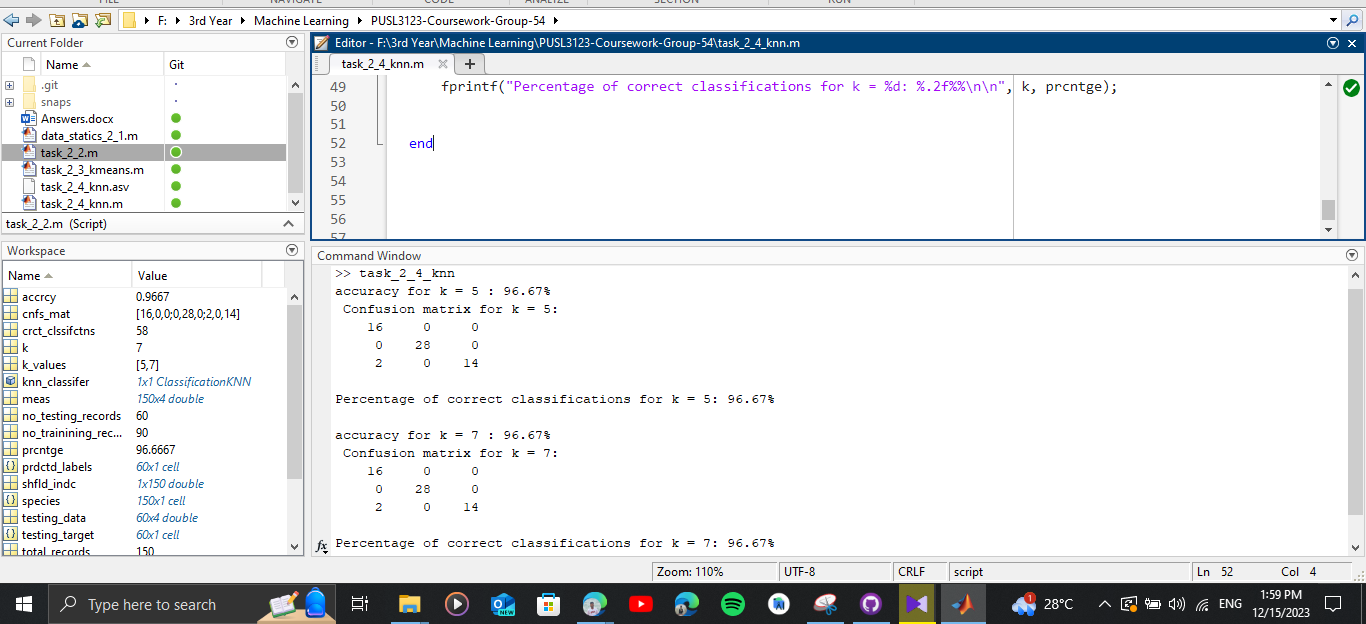 F: ▸ 3rd Year ▸ Machine Learning ▸ PUSL3123-Coursework-Group-54 ▸
Current Folder
Name Git
.git
snaps
Answers.docx
data_statics_2_1.m
task_2_2.m
task_2_3_kmeans.m
task_2_4_knn.asv
task_2_4_knn.m
task_2_2.m (Script)
Workspace
Name Value
accrcy 0.9667
cnfs_mat [16,0,0;0,28,0;2,0,14]
crct_clssifctns 58
k 7
k_values [5,7]
knn_classifer 1x1 ClassificationKNN
meas 150x4 double
no_testing_records 60
no_trainining_rec... 90
prcntge 96.6667
prdctd_labels 60x1 cell
shfld_indc 1x150 double
species 150x1 cell
testing_data 60x4 double
testing_target 60x1 cell
total_records 150
Editor - F:\3rd Year\Machine Learning\PUSL3123-Coursework-Group-54\task_2_4_knn.m
task_2_4_knn.m
49 fprintf("Percentage of correct classifications for k = %d: %.2f%%\n\n", k, prcntge);
50
51
52 end
53
54
55
56
57
Command Window
>> task_2_4_knn
accuracy for k = 5 : 96.67%
Confusion matrix for k = 5:
16 0 0
0 28 0
2 0 14
Percentage of correct classifications for k = 5: 96.67%
accuracy for k = 7 : 96.67%
Confusion matrix for k = 7:
16 0 0
0 28 0
2 0 14
fx Percentage of correct classifications for k = 7: 96.67%
Zoom: 110% UTF-8 CRLF script Ln 52 Col 4
Type here to search
NEW
1
28°C
ENG
1:59 PM
12/15/2023